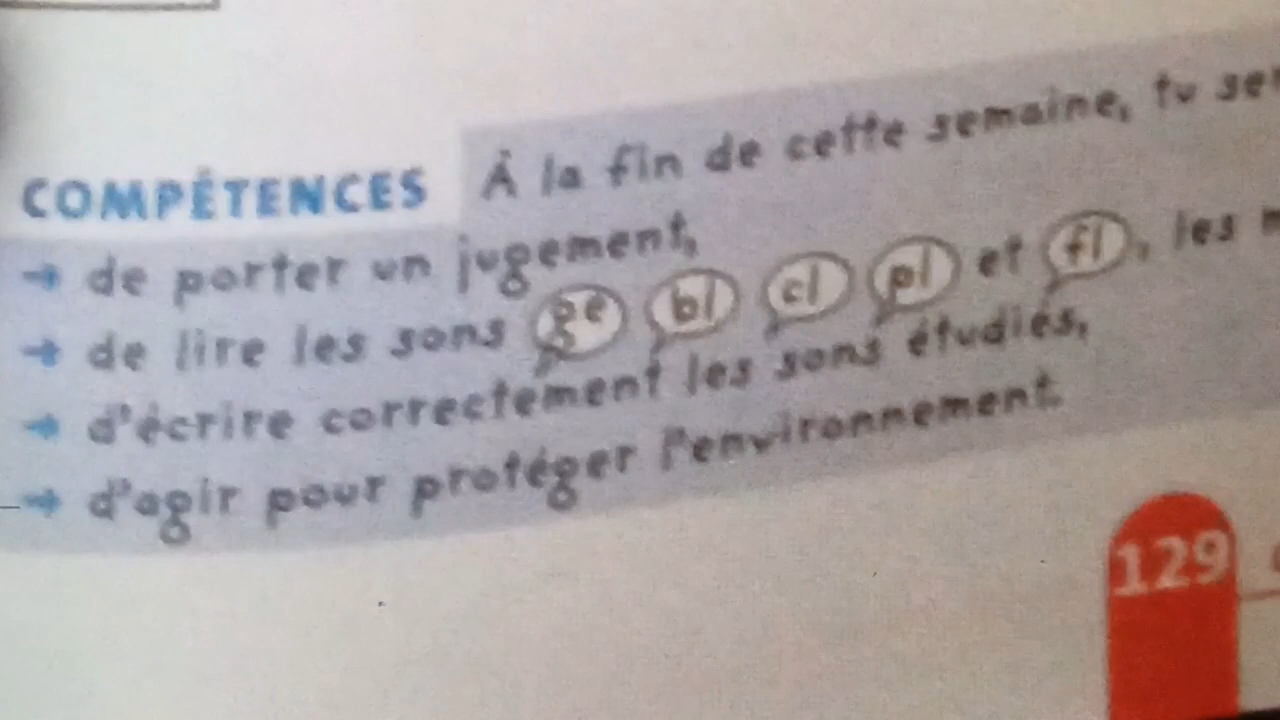 COMPÉTENCES À la fin de cette semaine, tu
→ de porter un jugement,
→ de lire les sons ge bl cl pl et fl, les
→ d'écrire correctement les sons étudiés,
→ d'agir pour protéger l'environnement.
129